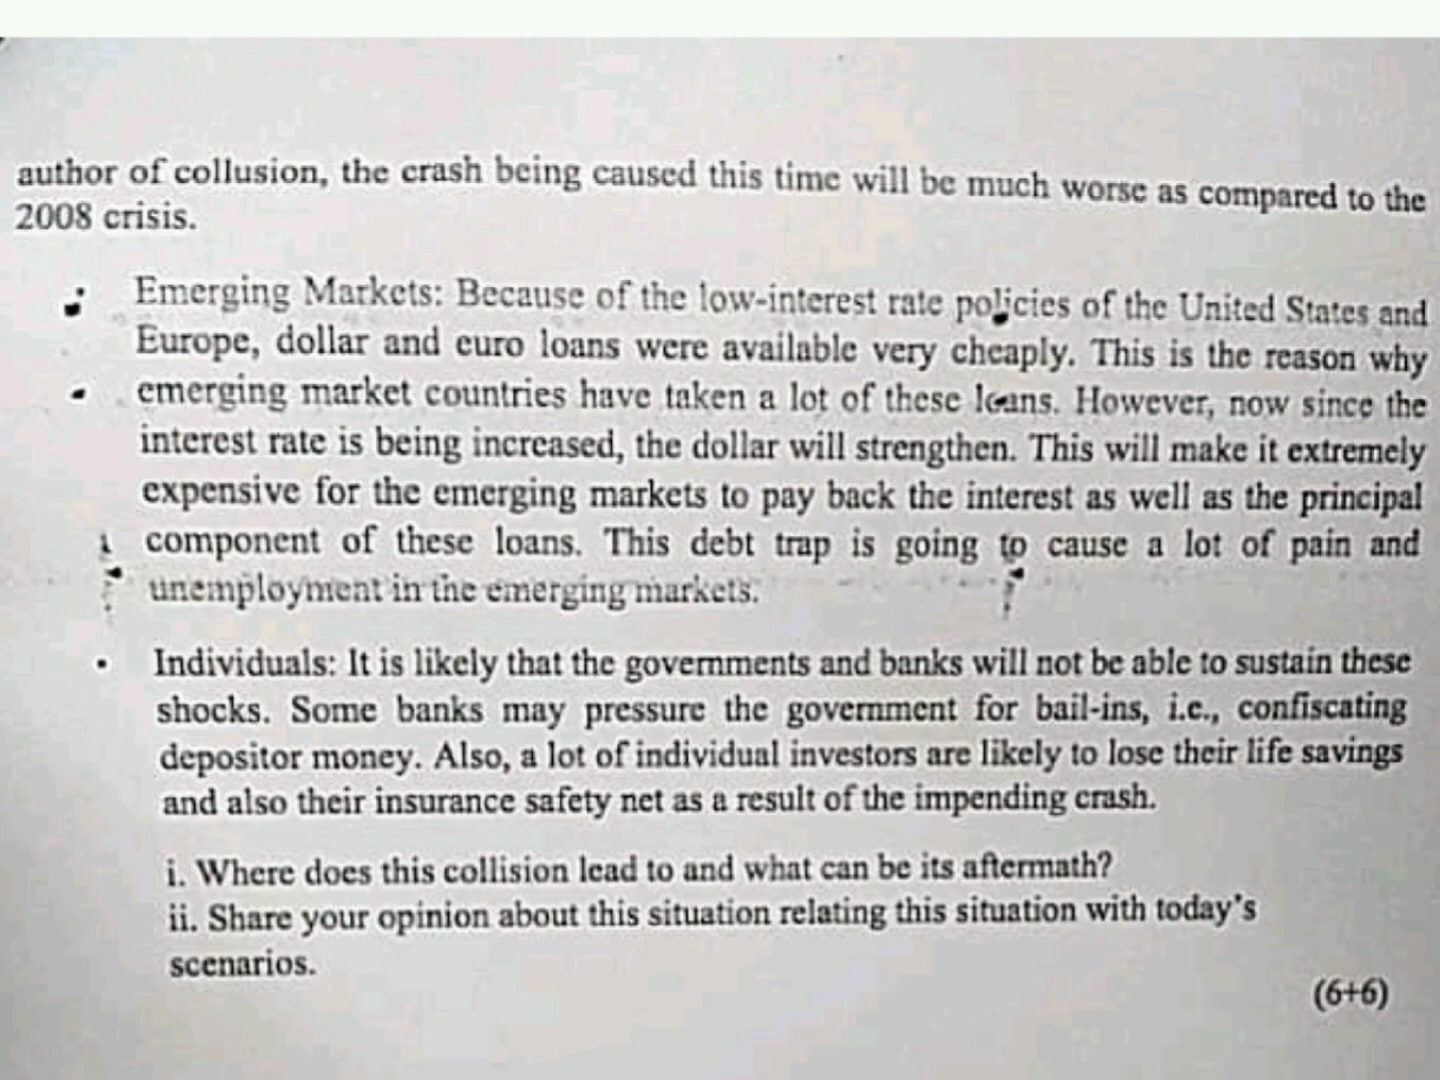 author of collusion, the crash being caused this time will be much worse as compared to the
2008 crisis.
Emerging Markets: Because of the low-interest rate policies of the United States and
Europe, dollar and euro loans were available very cheaply. This is the reason why
• emerging market countries have taken a lot of these loans. However, now since the
interest rate is being increased, the dollar will strengthen. This will make it extremely
expensive for the emerging markets to pay back the interest as well as the principal
component of these loans. This debt trap is going to cause a lot of pain and
unemployment in the emerging markets.
• Individuals: It is likely that the governments and banks will not be able to sustain these
shocks. Some banks may pressure the government for bail-ins, i.e., confiscating
depositor money. Also, a lot of individual investors are likely to lose their life savings
and also their insurance safety net as a result of the impending crash.
i. Where does this collision lead to and what can be its aftermath?
ii. Share your opinion about this situation relating this situation with today's
scenarios.
(6+6)